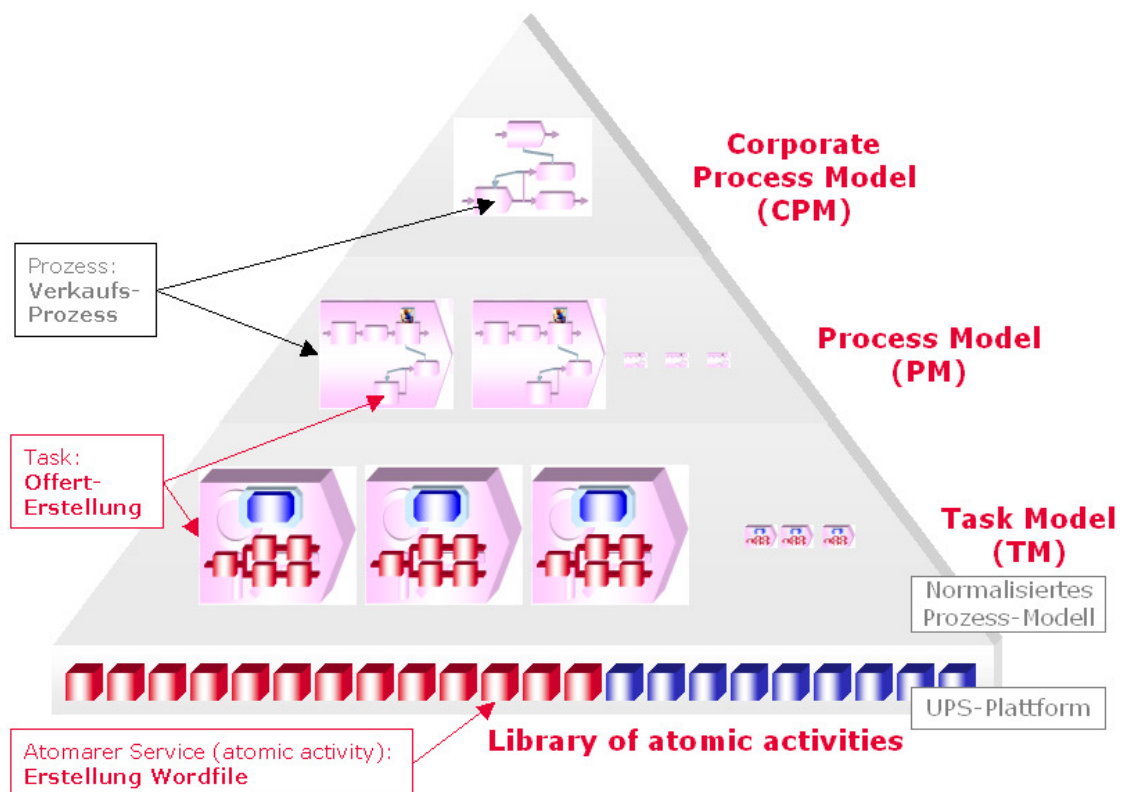 Corporate
Process Model
(CPM)
Prozess:
Verkaufs-
Prozess
Process Model
(PM)
Task:
Offert-
Erstellung
Task Model
(TM)
Normalisiertes
Prozess-Modell
UPS-Plattform
Library of atomic activities
Atomarer Service (atomic activity):
Erstellung Wordfile